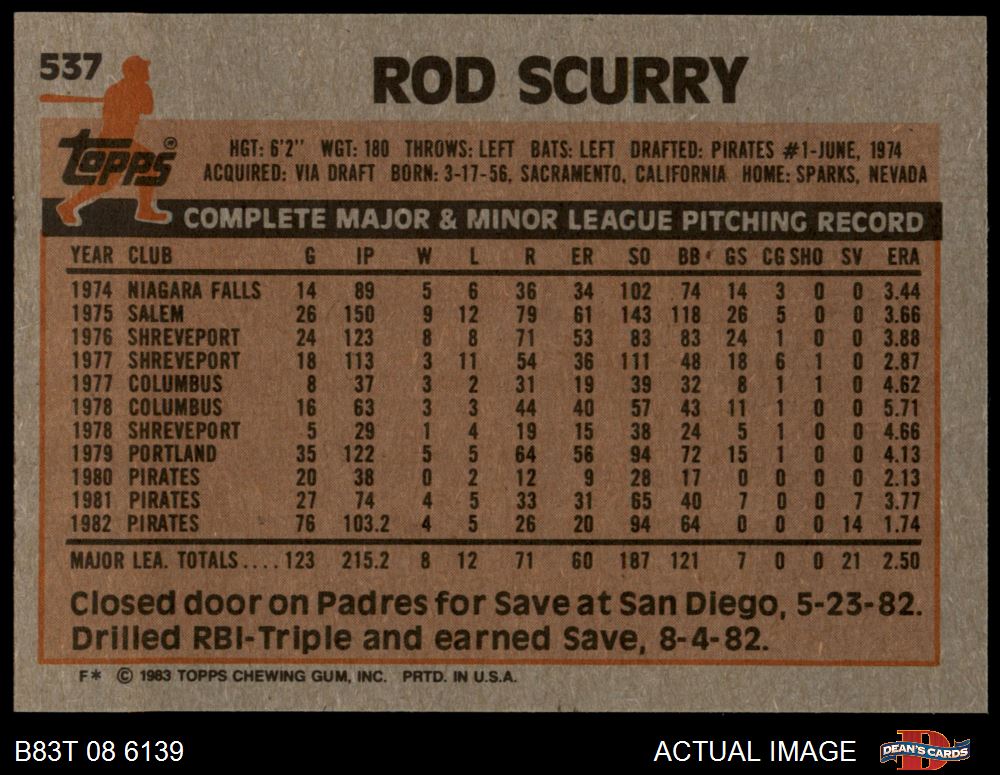 537
ROD SCURRY
TOPPS®
HGT: 6'2" WGT: 180 THROWS: LEFT BATS: LEFT DRAFTED: PIRATES #1-JUNE, 1974
ACQUIRED: VIA DRAFT BORN: 3-17-56, SACRAMENTO, CALIFORNIA HOME: SPARKS, NEVADA
COMPLETE MAJOR & MINOR LEAGUE PITCHING RECORD
YEAR CLUB G IP W L R ER SO BB GS CG SHO SV ERA
1974 NIAGARA FALLS 14 89 5 6 36 34 102 74 14 3 0 0 3.44
1975 SALEM 26 150 9 12 79 61 143 118 26 5 0 0 3.66
1976 SHREVEPORT 24 123 8 8 71 53 83 83 24 1 0 0 3.88
1977 SHREVEPORT 18 113 3 11 54 36 111 48 18 6 1 0 2.87
1977 COLUMBUS 8 37 3 2 31 19 39 32 8 1 1 0 4.62
1978 COLUMBUS 16 63 3 3 44 40 57 43 11 1 0 0 5.71
1978 SHREVEPORT 5 29 1 4 19 15 38 24 5 1 0 0 4.66
1979 PORTLAND 35 122 5 5 64 56 94 72 15 1 0 0 4.13
1980 PIRATES 20 38 0 2 12 9 28 17 0 0 0 0 2.13
1981 PIRATES 27 74 4 5 33 31 65 40 7 0 0 7 3.77
1982 PIRATES 76 103.2 4 5 26 20 94 64 0 0 0 14 1.74
MAJOR LEA. TOTALS.... 123 215.2 8 12 71 60 187 121 7 0 0 21 2.50
Closed door on Padres for Save at San Diego, 5-23-82.
Drilled RBI-Triple and earned Save, 8-4-82.
F* © 1983 TOPPS CHEWING GUM, INC. PRTD. IN U.S.A.
B83T 08 6139 ACTUAL IMAGE DEAN'S CARDS